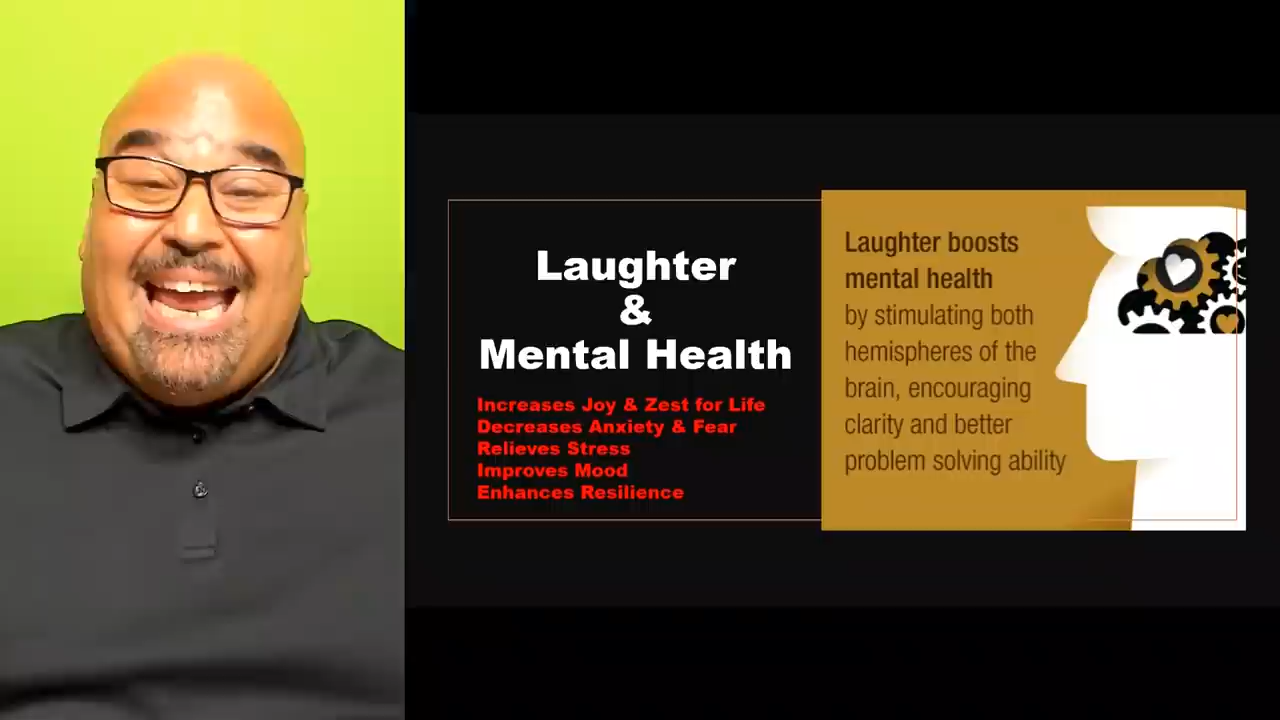 Laughter
&
Mental Health
Increases Joy & Zest for Life
Decreases Anxiety & Fear
Relieves Stress
Improves Mood
Enhances Resilience
Laughter boosts
mental health
by stimulating both
hemispheres of the
brain, encouraging
clarity and better
problem solving ability